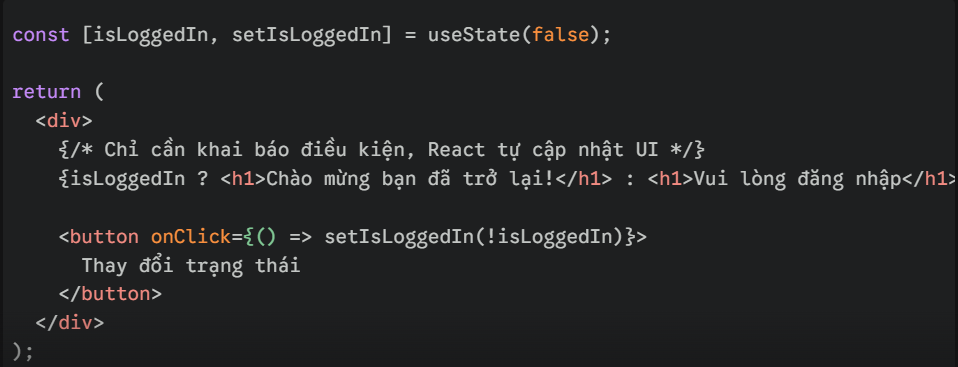 const [isLoggedIn, setIsLoggedIn] = useState(false);
return (
<div>
{/* Chỉ cần khai báo điều kiện, React tự cập nhật UI */}
{isLoggedIn ? <h1>Chào mừng bạn đã trở lại!</h1> : <h1>Vui lòng đăng nhập</h1>
<button onClick={() => setIsLoggedIn(!isLoggedIn)}>
Thay đổi trạng thái
</button>
</div>
);